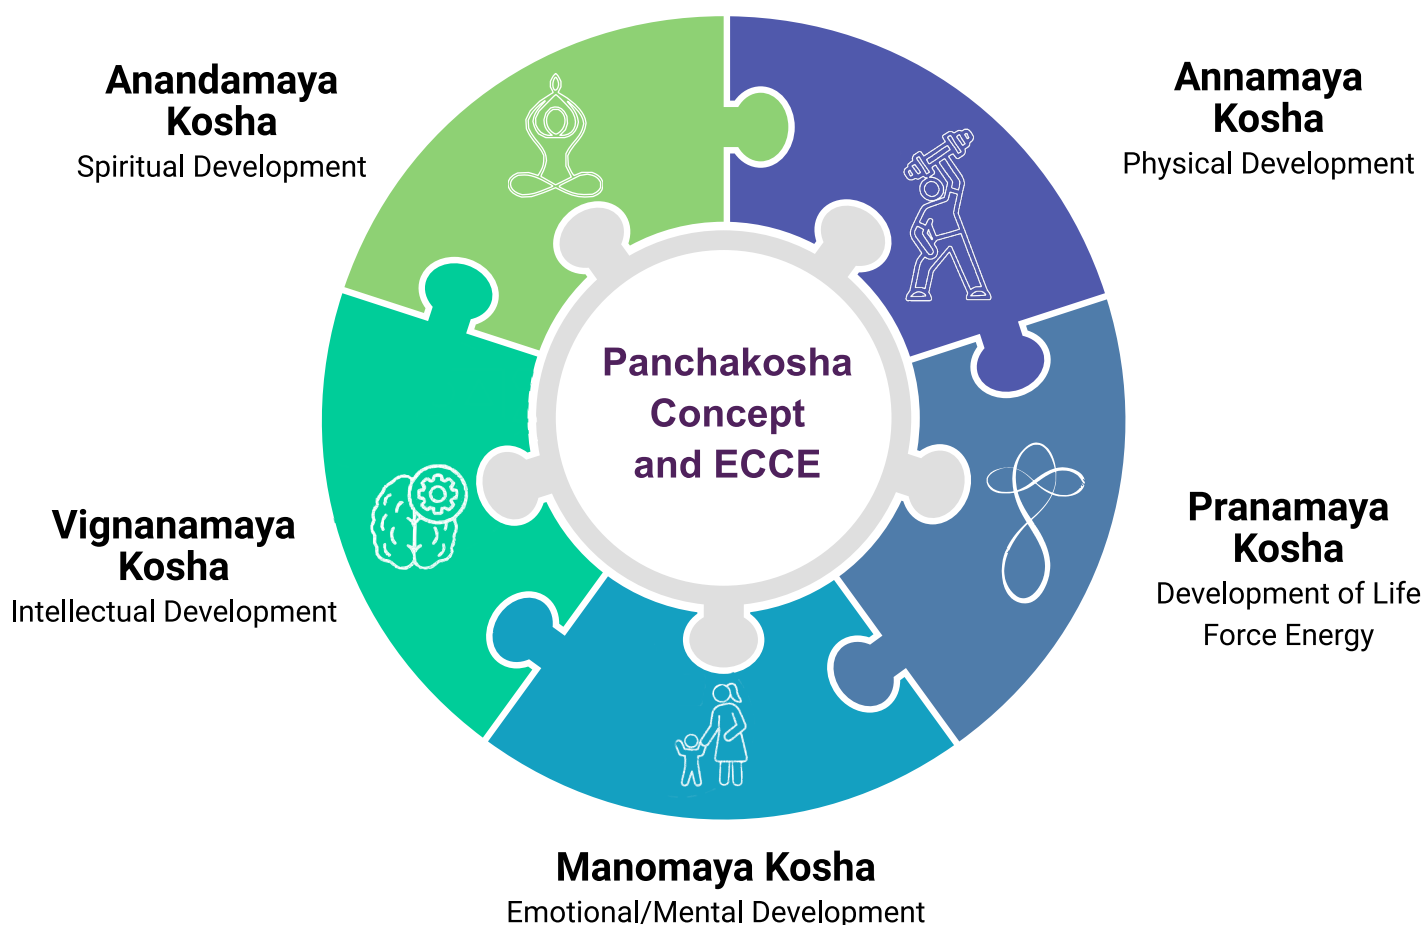 Anandamaya
Kosha
Spiritual Development
Annamaya
Kosha
Physical Development
Panchakosha
Concept
and ECCE
Vignanamaya
Kosha
Intellectual Development
Pranamaya
Kosha
Development of Life
Force Energy
Manomaya Kosha
Emotional/Mental Development